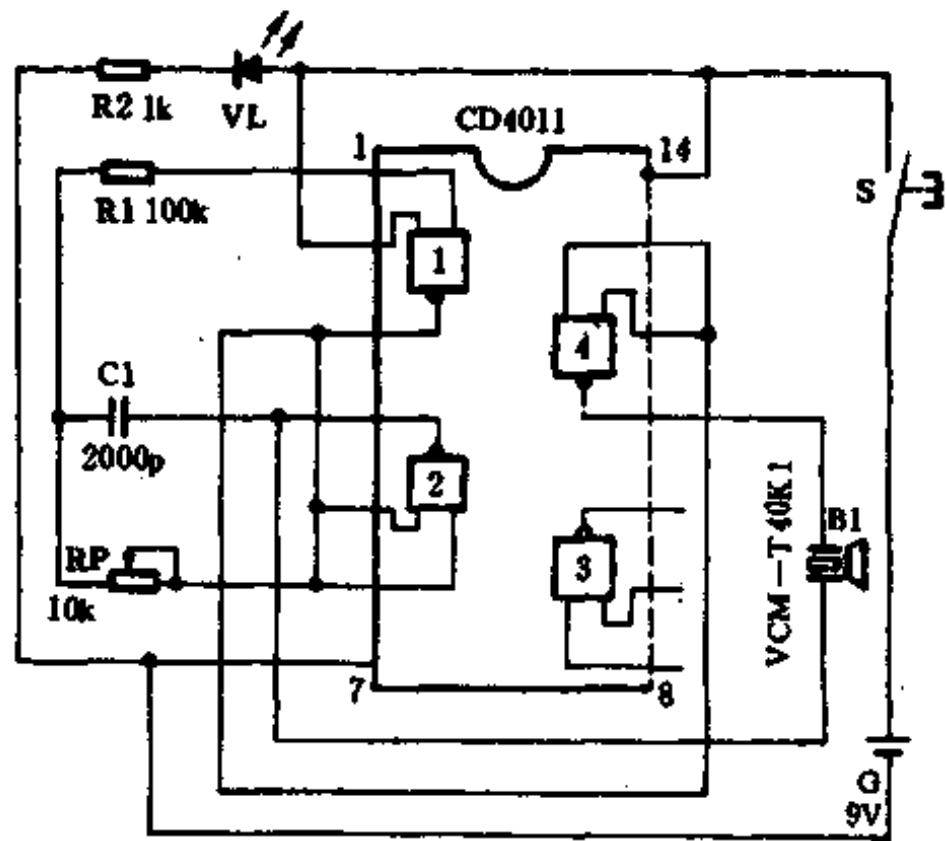 R2 1k
VL
CD4011
1
14
R1 100k
S
1
4
C1
2000p
2
RP
10k
3
B1
VCM-T40K1
7
8
G
9V